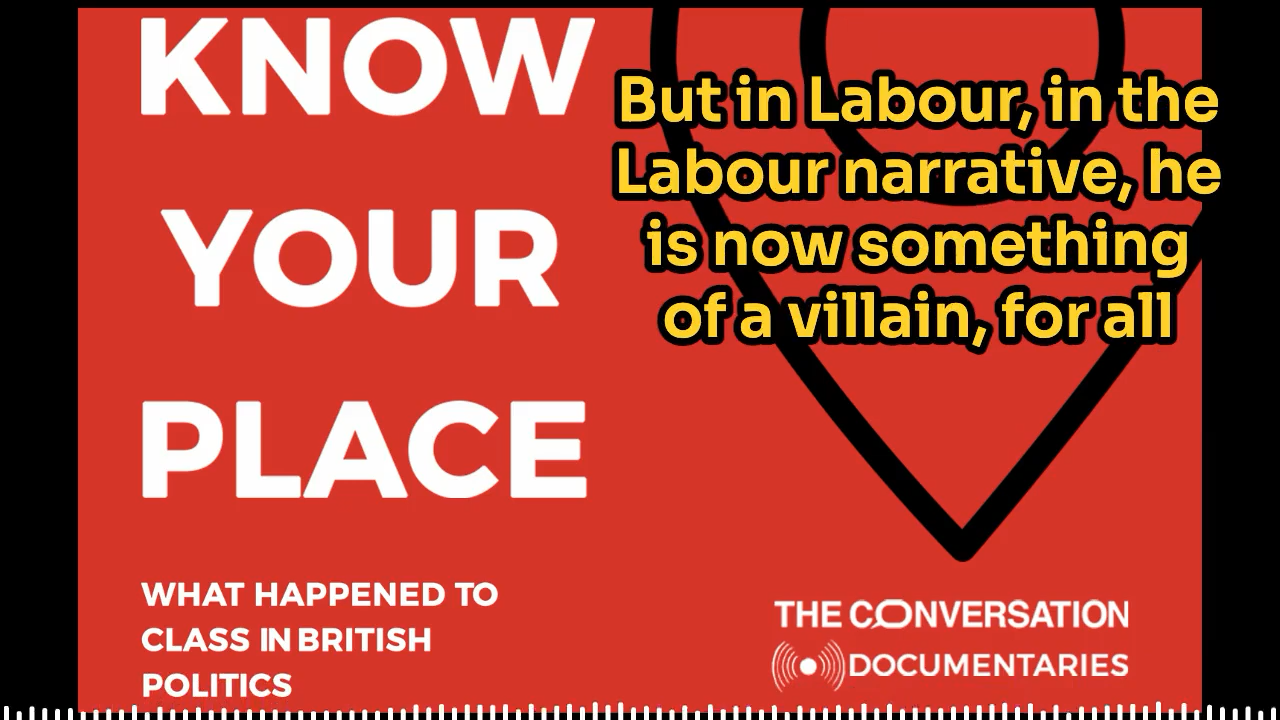 KNOW
YOUR
PLACE
WHAT HAPPENED TO
CLASS IN BRITISH
POLITICS
But in Labour, in the
Labour narrative, he
is now something
of a villain, for all
THE CONVERSATION
DOCUMENTARIES